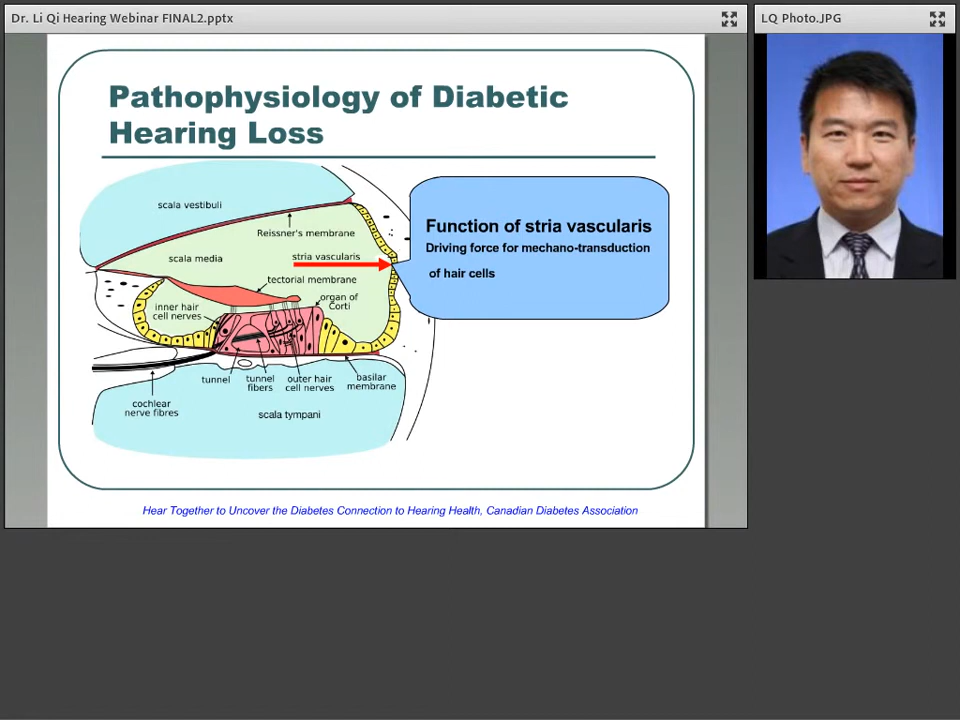 Dr. Li Qi Hearing Webinar FINAL2.pptx
LQ Photo.JPG
Pathophysiology of Diabetic
Hearing Loss
scala vestibuli
Reissner's membrane
scala media
stria vascularis
tectorial membrane
organ of
Corti
inner hair
cell nerves
tunnel
tunnel
fibers
outer hair
cell nerves
basilar
membrane
cochlear
nerve fibres
scala tympani
Function of stria vascularis
Driving force for mechano-transduction
of hair cells
Hear Together to Uncover the Diabetes Connection to Hearing Health, Canadian Diabetes Association